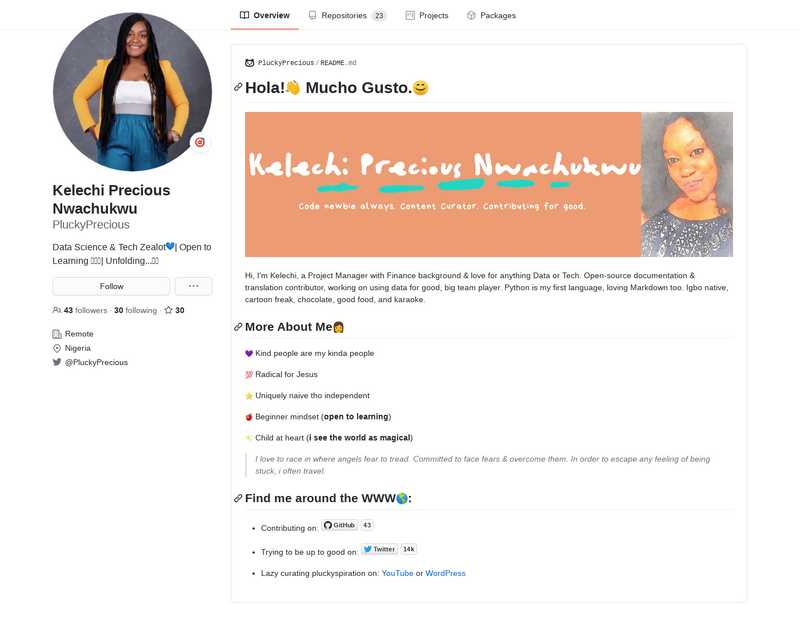 Overview Repositories 23 Projects Packages
PluckyPrecious/README.md
Hola!👋 Mucho Gusto.😊
Kelechi Precious Nwachukwu
Code newbie always. Content Curator. Contributing for good.
Kelechi Precious
Nwachukwu
PluckyPrecious
Data Science & Tech Zealot💙| Open to
Learning | Unfolding...
Follow
43 followers · 30 following · 30
Remote
Nigeria
@PluckyPrecious
Hi, I'm Kelechi, a Project Manager with Finance background & love for anything Data or Tech. Open-source documentation &
translation contributor, working on using data for good, big team player. Python is my first language, loving Markdown too. Igbo native,
cartoon freak, chocolate, good food, and karaoke.
More About Me👩
💜 Kind people are my kinda people
💯 Radical for Jesus
⭐ Uniquely naive tho independent
🍎 Beginner mindset (open to learning)
✨ Child at heart (i see the world as magical)
I love to race in where angels fear to tread. Committed to face fears & overcome them. In order to escape any feeling of being
stuck, i often travel.
Find me around the WWW🌎:
Contributing on: GitHub 43
Trying to be up to good on: Twitter 14k
Lazy curating pluckyspiration on: YouTube or WordPress